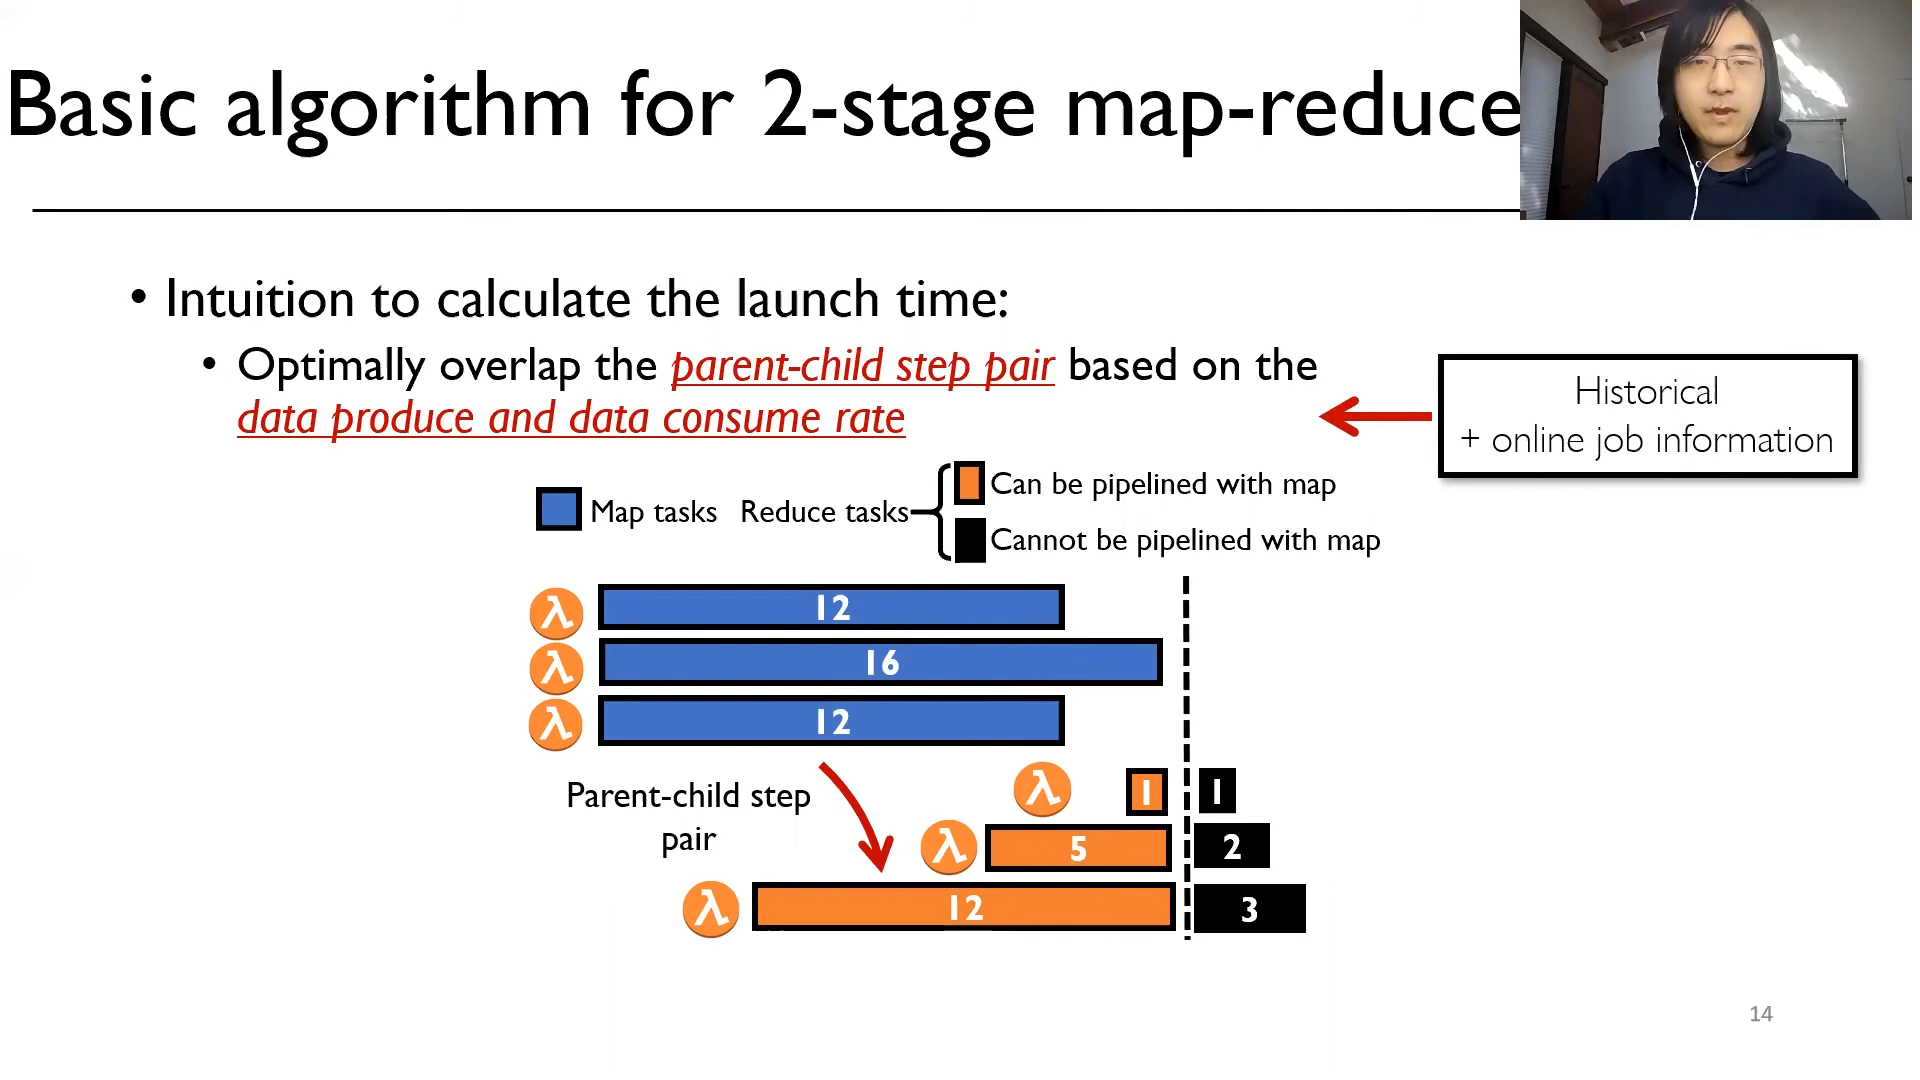 Basic algorithm for 2-stage map-reduce
• Intuition to calculate the launch time:
• Optimally overlap the parent-child step pair based on the
data produce and data consume rate
Historical
+ online job information
Map tasks
Reduce tasks
Can be pipelined with map
Cannot be pipelined with map
λ 12
λ 16
λ 12
Parent-child step
pair
λ 1 1
λ 5 2
λ 12 3
14